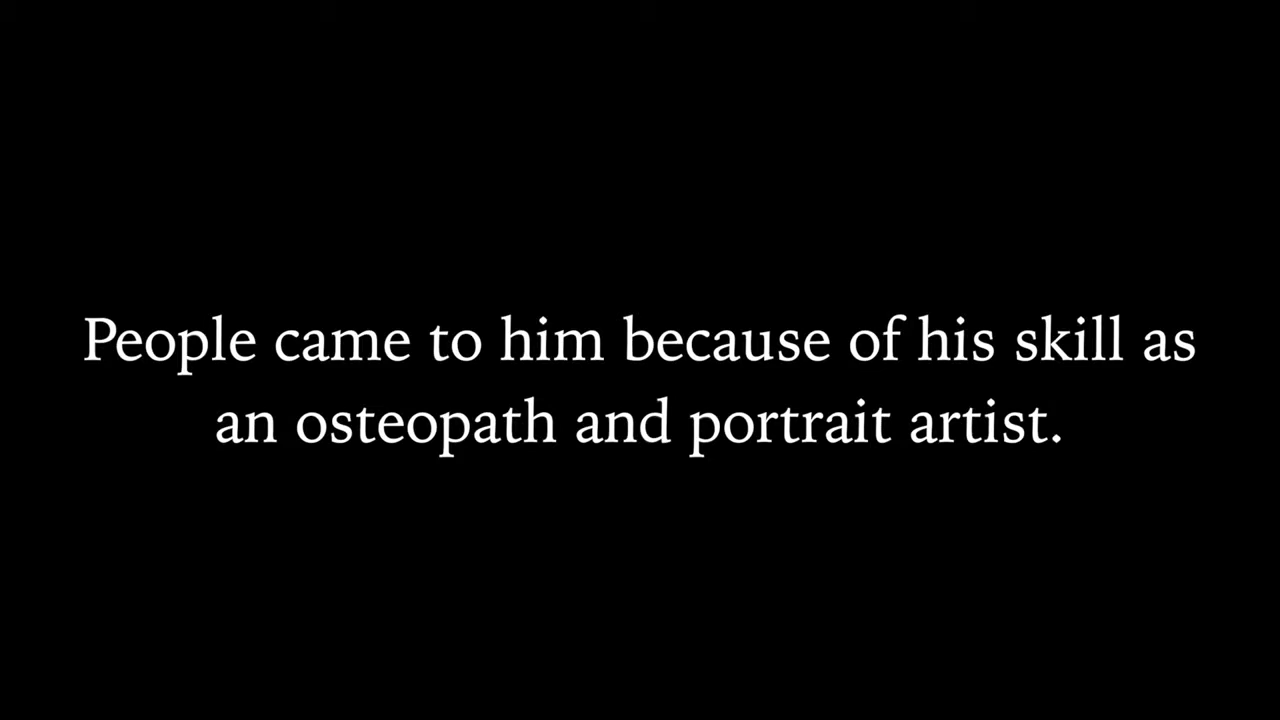 People came to him because of his skill as
an osteopath and portrait artist.